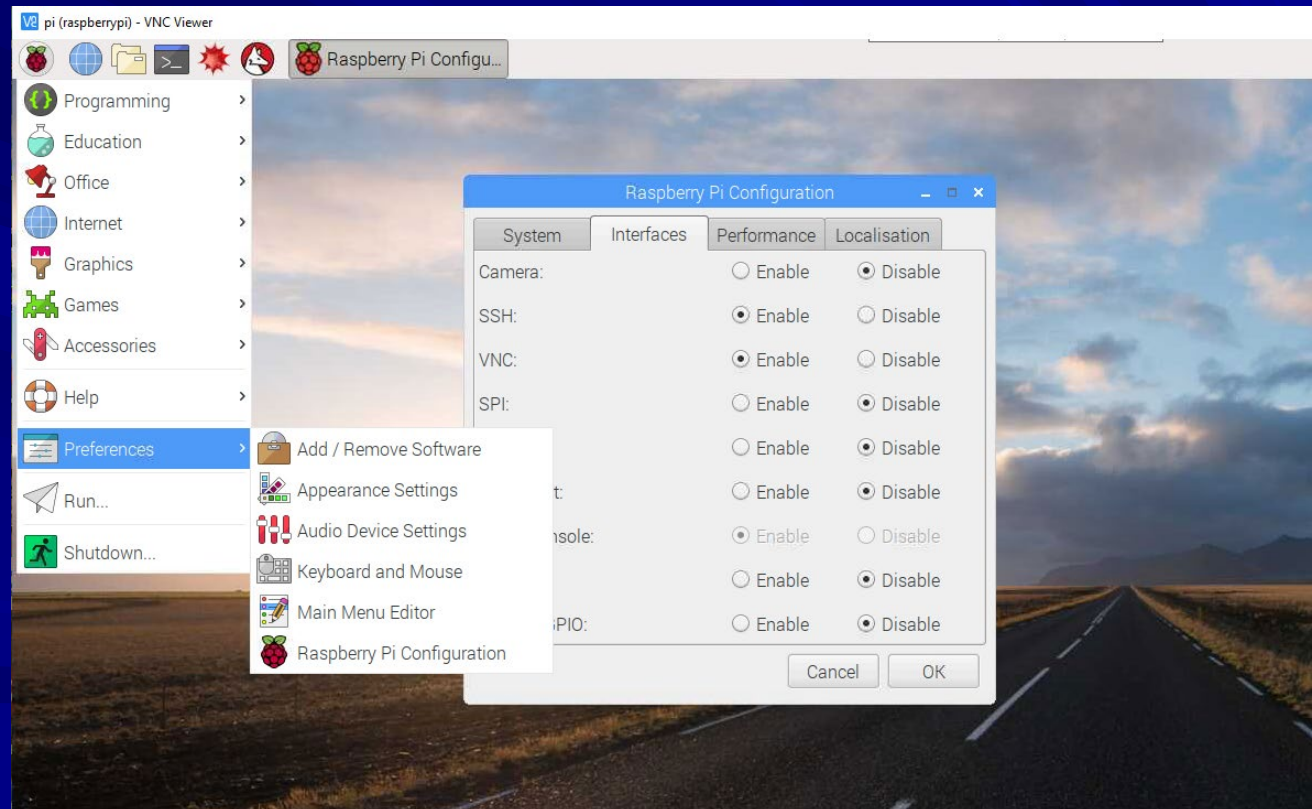 pi (raspberrypi) - VNC Viewer
Raspberry Pi Configu...
Programming
Education
Office
Internet
Graphics
Games
Accessories
Help
Preferences
Run...
Shutdown...
Add / Remove Software
Appearance Settings
Audio Device Settings
Keyboard and Mouse
Main Menu Editor
Raspberry Pi Configuration
Raspberry Pi Configuration
System Interfaces Performance Localisation
Camera: Enable Disable
SSH: Enable Disable
VNC: Enable Disable
SPI: Enable Disable
Enable Disable
t: Enable Disable
nsole: Enable Disable
Enable Disable
GPIO: Enable Disable
Cancel OK